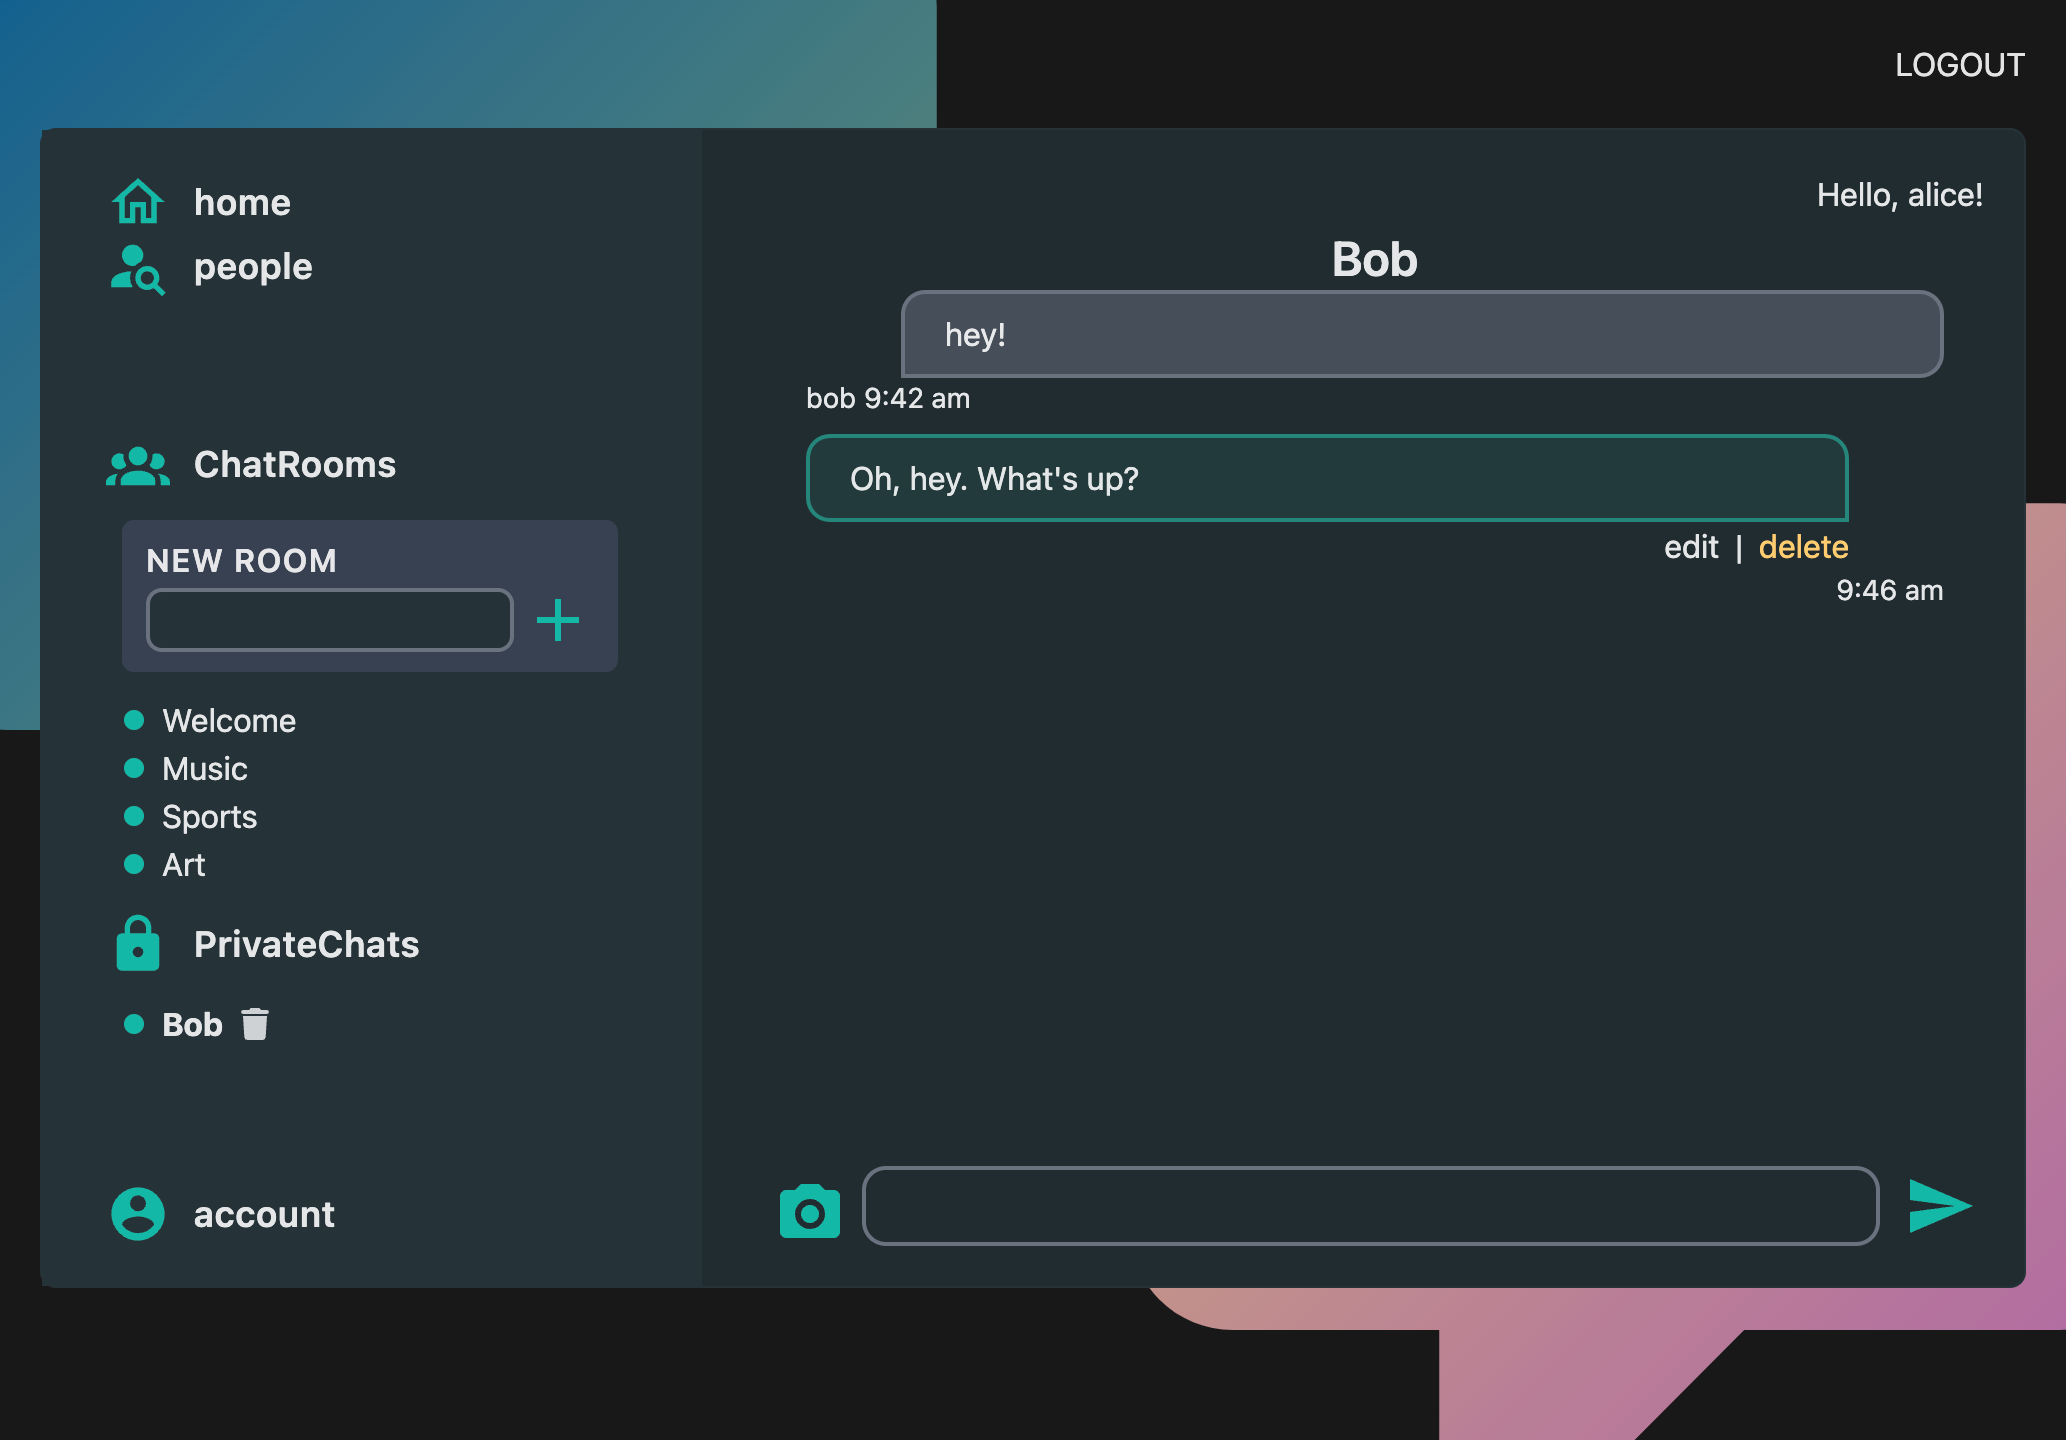 LOGOUT
home
people
ChatRooms
NEW ROOM
Welcome
Music
Sports
Art
PrivateChats
Bob
account
Hello, alice!
Bob
hey!
bob 9:42 am
Oh, hey. What's up?
edit | delete
9:46 am